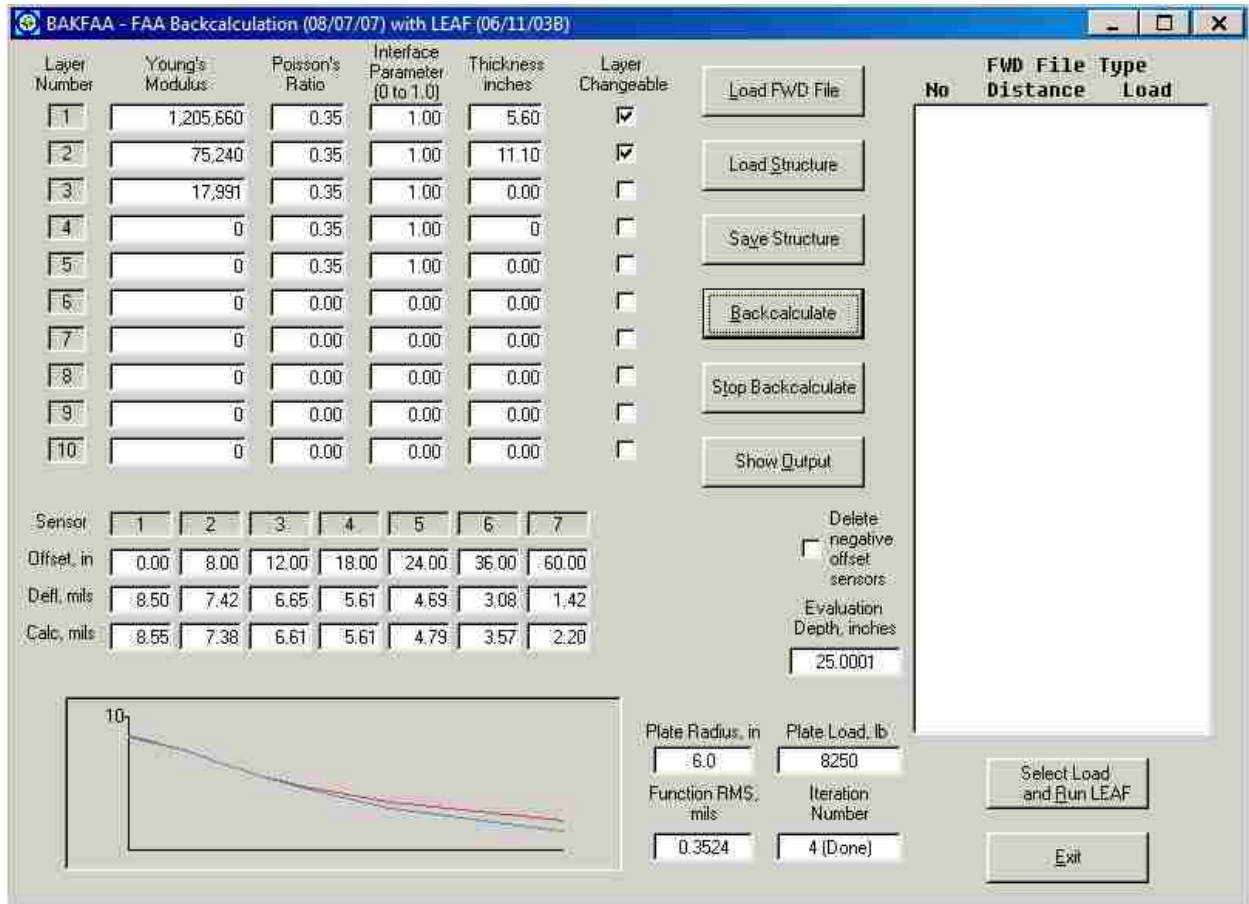 BAKFAA - FAA Backcalculation (08/07/07) with LEAF (06/11/03B)
Layer Number Young's Modulus Poisson's Ratio Interface Parameter (0 to 1.0) Thickness inches Layer Changeable
1 1,205,660 0.35 1.00 5.60
2 75,240 0.35 1.00 11.10
3 17,991 0.35 1.00 0.00
4 0 0.35 1.00 0
5 0 0.35 1.00 0.00
6 0 0.00 0.00 0.00
7 0 0.00 0.00 0.00
8 0 0.00 0.00 0.00
9 0 0.00 0.00 0.00
10 0 0.00 0.00 0.00
Load FWD File
Load Structure
Save Structure
Backcalculate
Stop Backcalculate
Show Output
FWD File Type
No Distance Load
Sensor 1 2 3 4 5 6 7
Offset, in 0.00 8.00 12.00 18.00 24.00 36.00 60.00
Defl, mils 8.50 7.42 6.65 5.61 4.69 3.08 1.42
Calc, mils 8.55 7.38 6.61 5.61 4.79 3.57 2.20
Delete
negative
offset
sensors
Evaluation
Depth, inches
25.0001
10
Plate Radius, in Plate Load, lb
6.0 8250
Function RMS, mils Iteration Number
0.3524 4 (Done)
Select Load
and Run LEAF
Exit